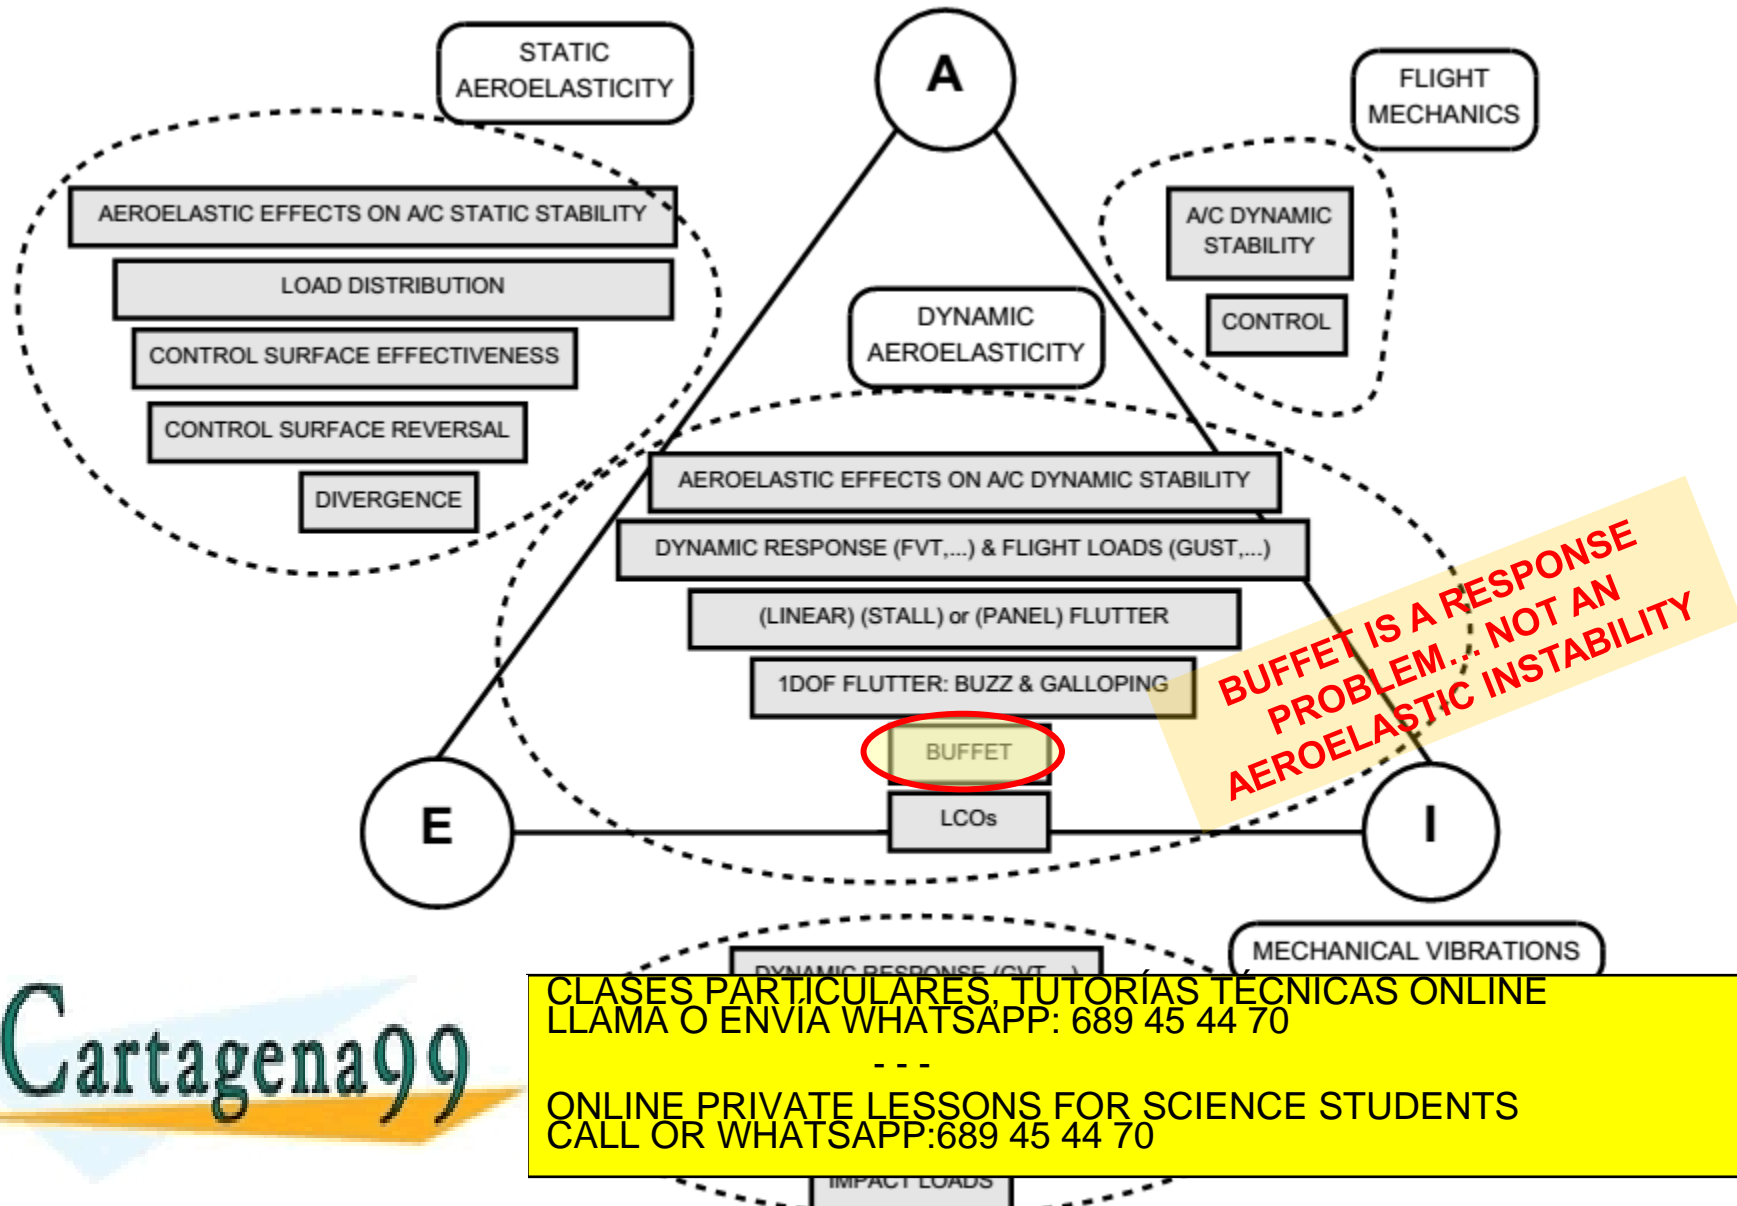 STATIC
AEROELASTICITY
A
FLIGHT
MECHANICS
AEROELASTIC EFFECTS ON A/C STATIC STABILITY
LOAD DISTRIBUTION
CONTROL SURFACE EFFECTIVENESS
CONTROL SURFACE REVERSAL
DIVERGENCE
A/C DYNAMIC
STABILITY
CONTROL
DYNAMIC
AEROELASTICITY
AEROELASTIC EFFECTS ON A/C DYNAMIC STABILITY
DYNAMIC RESPONSE (FVT,...) & FLIGHT LOADS (GUST,...)
(LINEAR) (STALL) or (PANEL) FLUTTER
1DOF FLUTTER: BUZZ & GALLOPING
BUFFET
LCOs
BUFFET IS A RESPONSE
PROBLEM... NOT AN
AEROELASTIC INSTABILITY
E
I
MECHANICAL VIBRATIONS
DYNAMIC RESPONSE (GVT,...)
Cartagena99
CLASES PARTICULARES, TUTORÍAS TÉCNICAS ONLINE
LLAMA O ENVÍA WHATSAPP: 689 45 44 70
- - -
ONLINE PRIVATE LESSONS FOR SCIENCE STUDENTS
CALL OR WHATSAPP:689 45 44 70
IMPACT LOADS